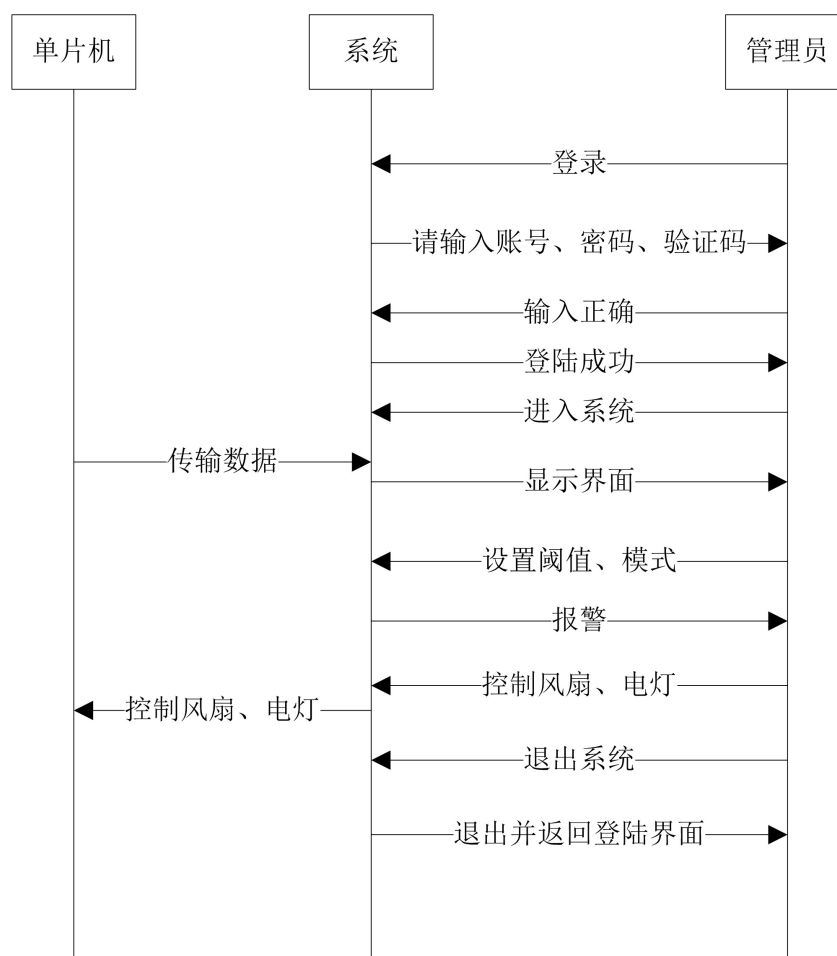 单片机
系统
管理员
登录
请输入账号、密码、验证码
输入正确
登陆成功
进入系统
传输数据
显示界面
设置阈值、模式
报警
控制风扇、电灯
控制风扇、电灯
退出系统
退出并返回登陆界面